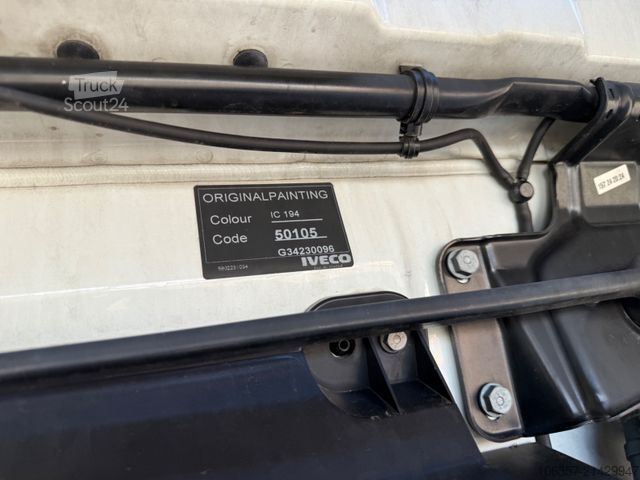 Truck
Scout24
ORIGINALPAINTING
Colour IC 194
Code 50105
G34230096
IVECO